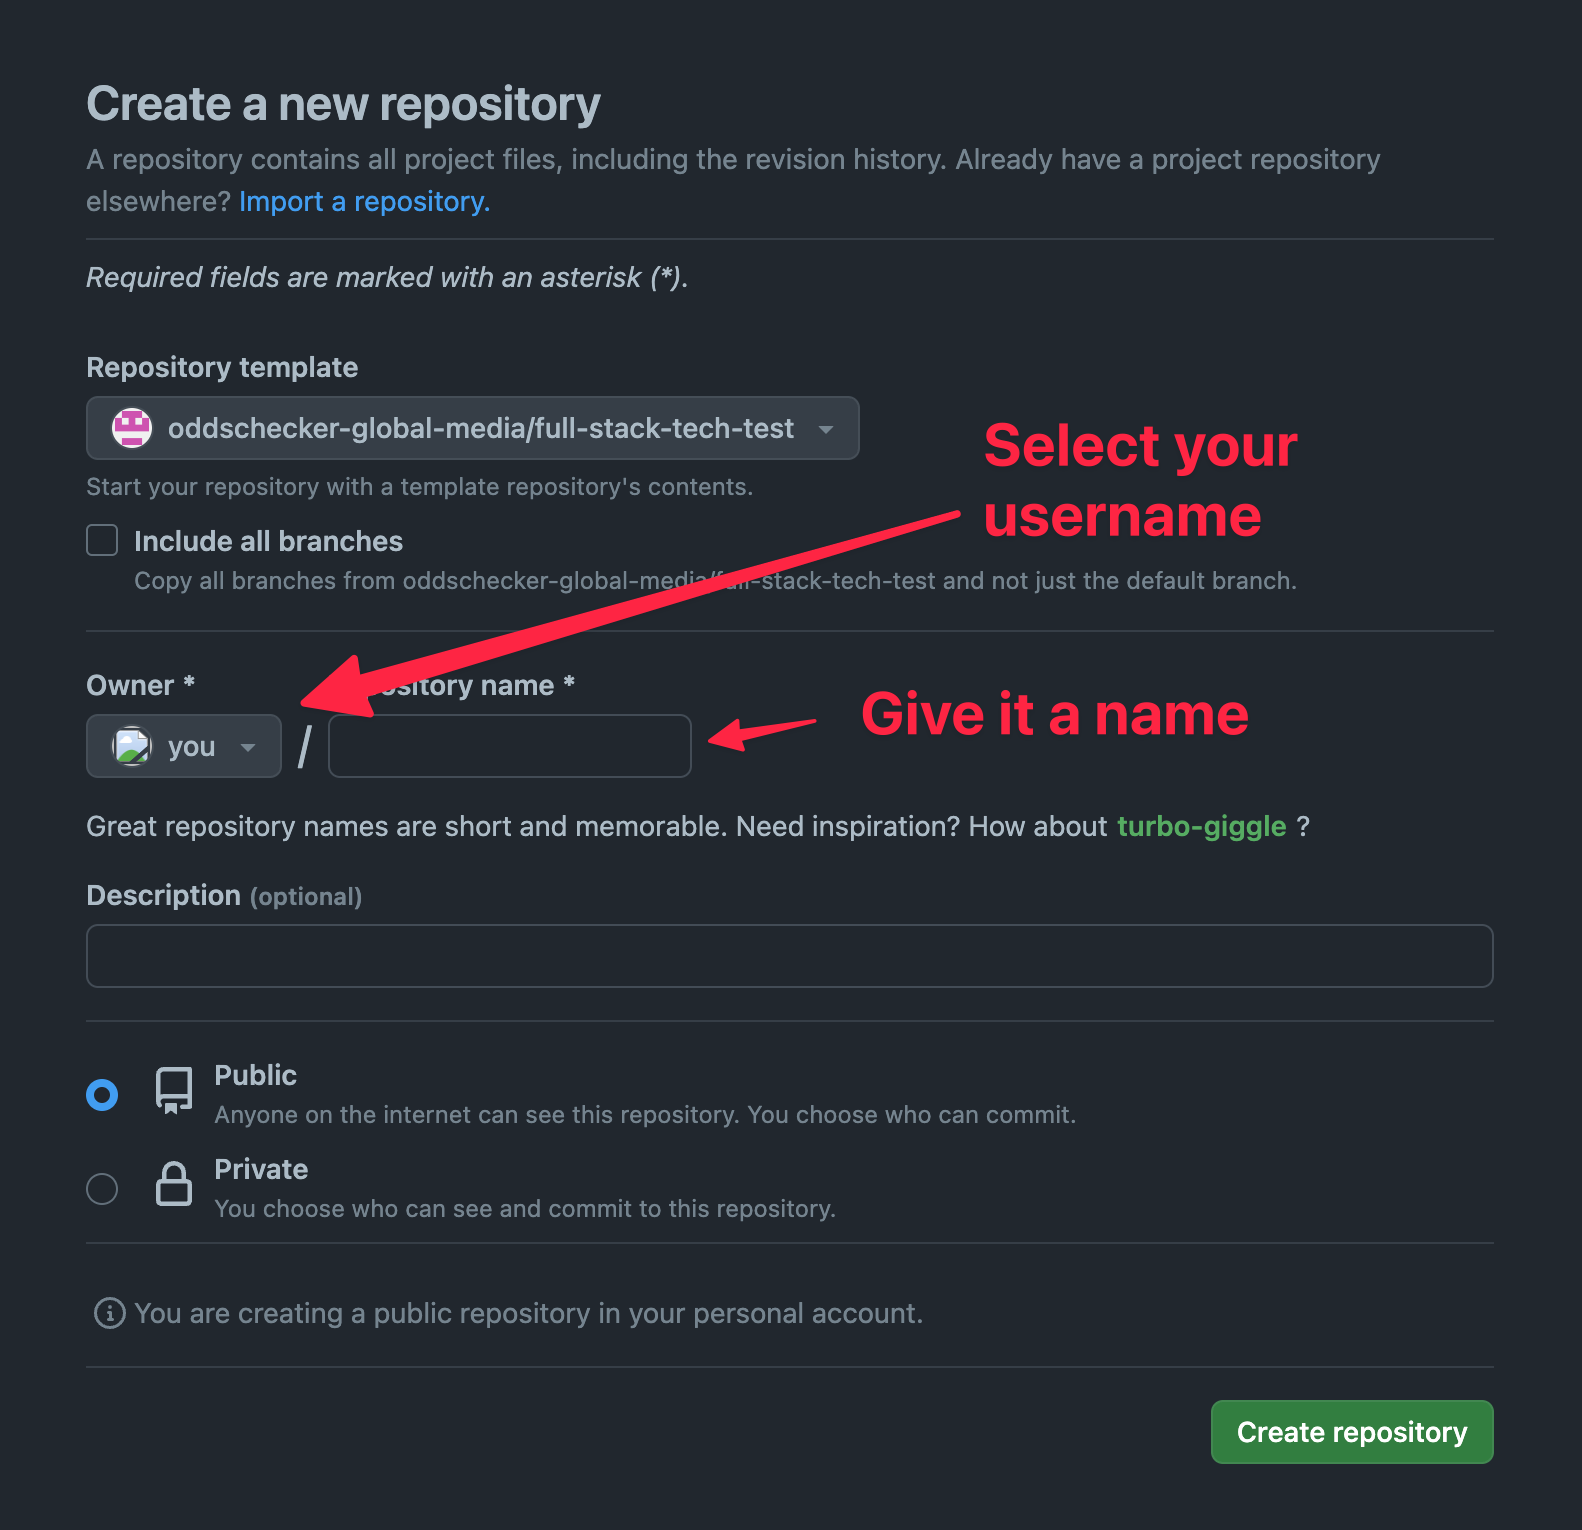 Create a new repository
A repository contains all project files, including the revision history. Already have a project repository
elsewhere? Import a repository.
Required fields are marked with an asterisk (*).
Repository template
oddschecker-global-media/full-stack-tech-test
Start your repository with a template repository's contents.
Select your
username
Include all branches
Copy all branches from oddschecker-global-media/full-stack-tech-test and not just the default branch.
Owner *
ository name *
you
/
Give it a name
Great repository names are short and memorable. Need inspiration? How about turbo-giggle ?
Description (optional)
Public
Anyone on the internet can see this repository. You choose who can commit.
Private
You choose who can see and commit to this repository.
You are creating a public repository in your personal account.
Create repository